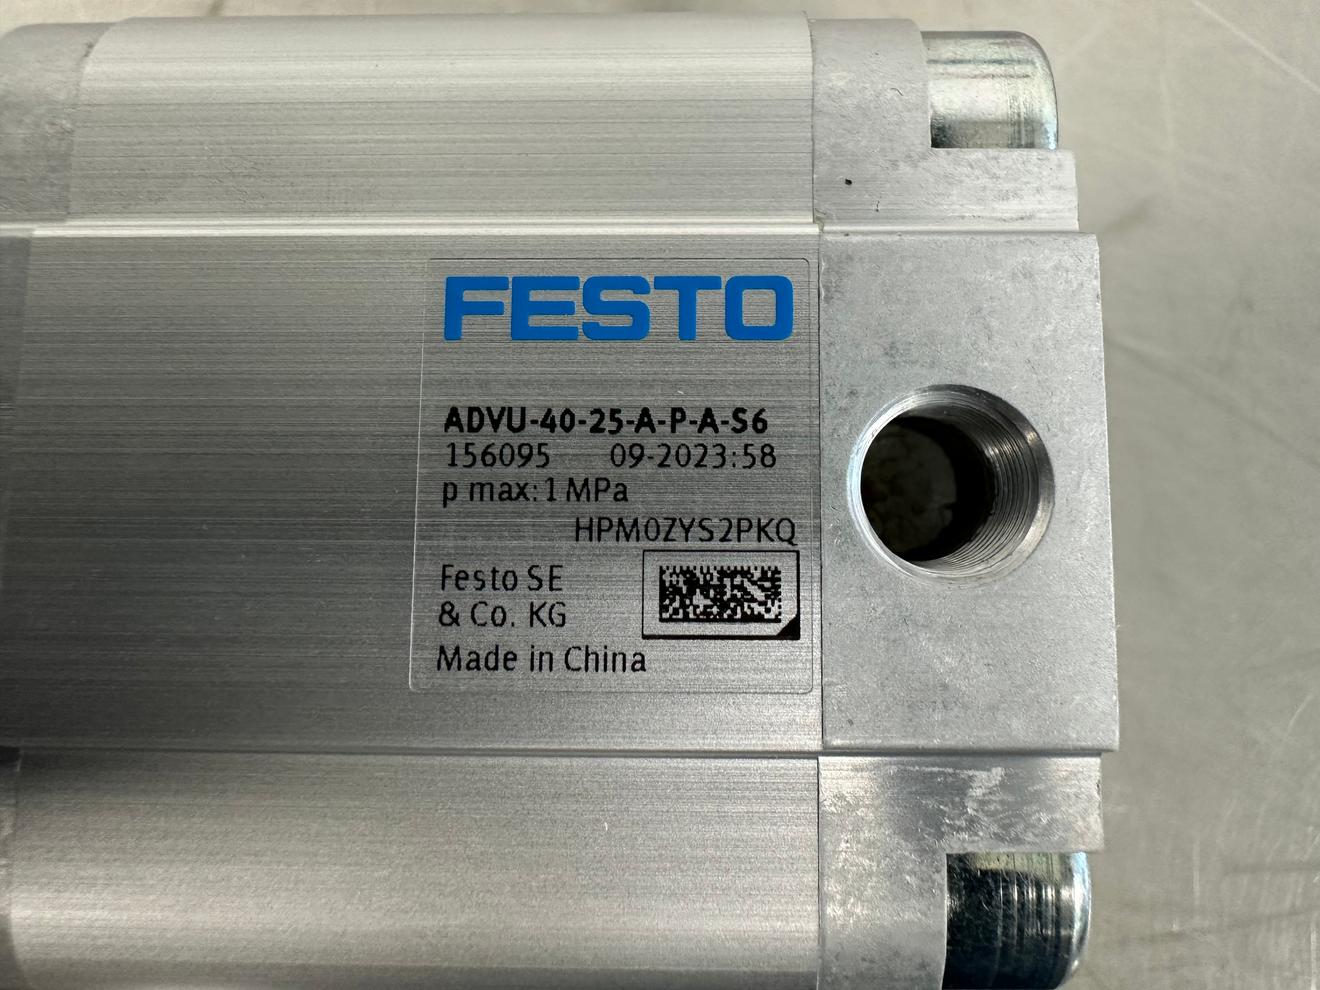 FESTO
ADVU-40-25-A-P-A-S6
156095 09-2023:58
p max: 1 MPa
HPM0ZYS2PKQ
Festo SE
& Co. KG
Made in China